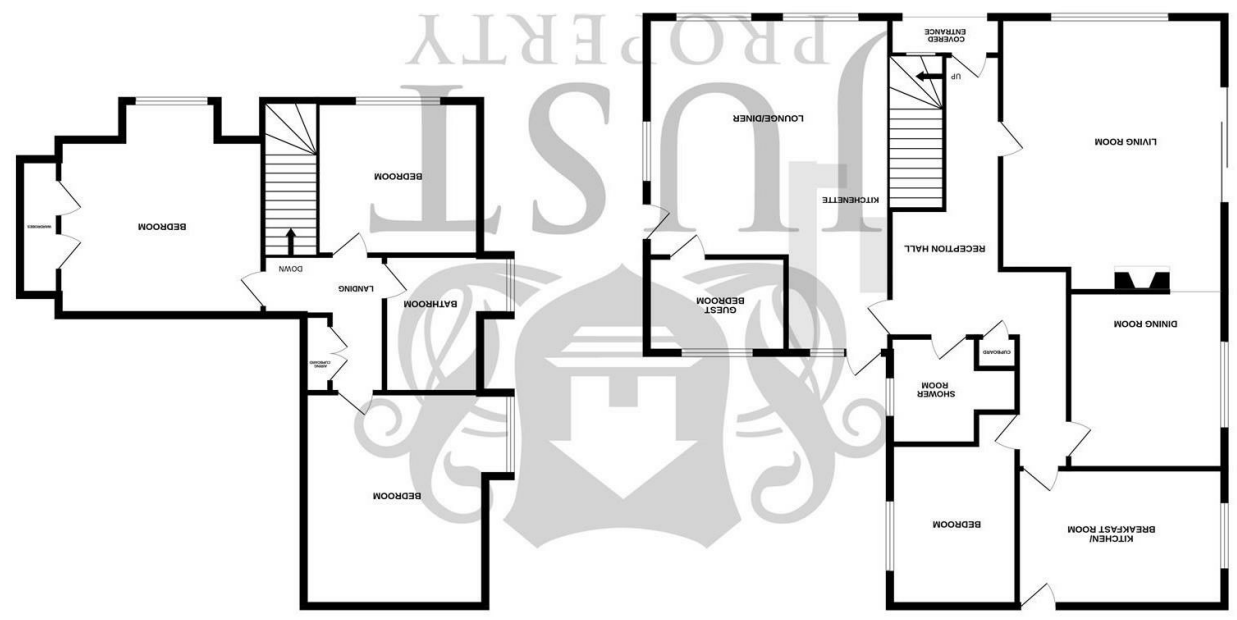 KITCHEN/
BREAKFAST ROOM
BEDROOM
SHOWER
ROOM
CUPBOARD
DINING ROOM
RECEPTION HALL
LIVING ROOM
UP
COVERED
ENTRANCE
GUEST
BEDROOM
KITCHENETTE
LOUNGE/DINER
BEDROOM
AIRING
CUPBOARD
BATHROOM
LANDING
DOWN
BEDROOM
BEDROOM
WARDROBES
JUST
PROPERTY